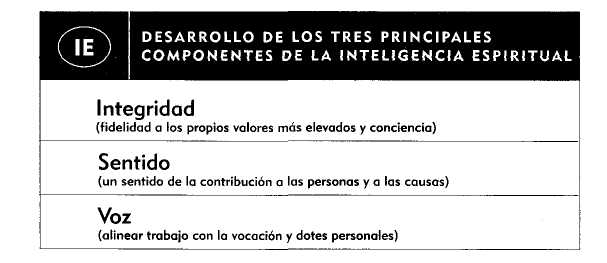 IE
DESARROLLO DE LOS TRES PRINCIPALES
COMPONENTES DE LA INTELIGENCIA ESPIRITUAL
Integridad
(fidelidad a los propios valores más elevados y conciencia)
Sentido
(un sentido de la contribución a las personas y a las causas)
Voz
(alinear trabajo con la vocación y dotes personales)